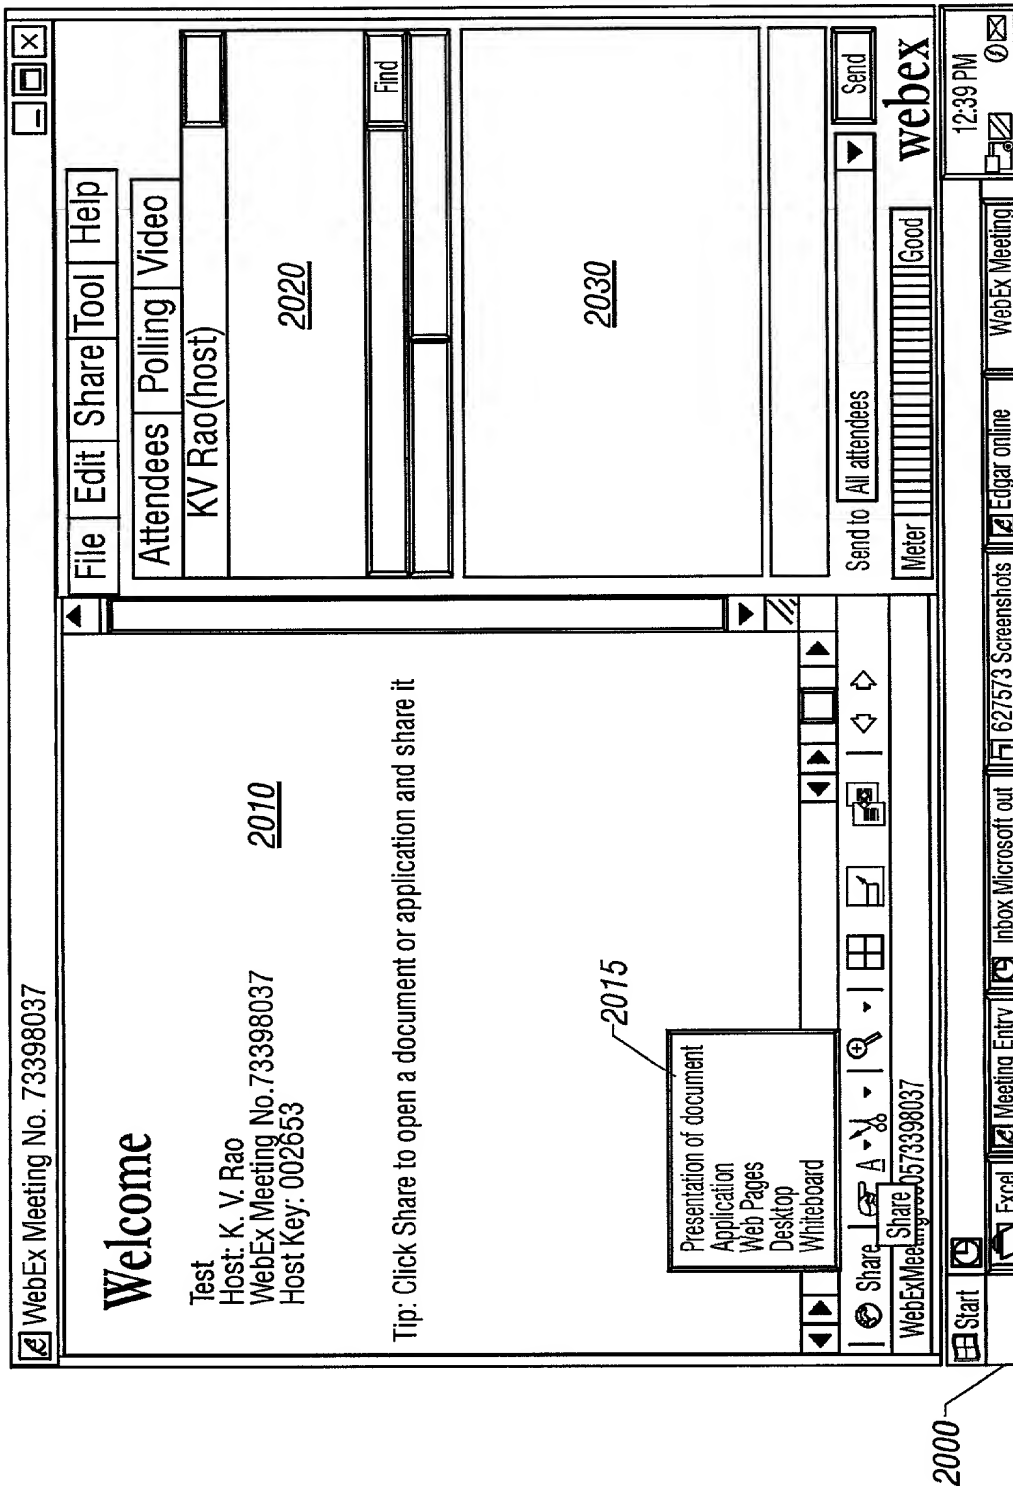 WebEx Meeting No. 73398037
Welcome
Test
Host: K. V. Rao
WebEx Meeting No.73398037
Host Key: 002653
2010
Tip: Click Share to open a document or application and share it
2015
Presentation of document
Application
Web Pages
Desktop
Whiteboard
Share
A
Share
File Edit Share Tool Help
Attendees Polling Video
KV Rao(host)
2020
Find
2030
Send to All attendees Send
Meter Good
webex
Start
12:39 PM
Excel Meeting Entry Inbox Microsoft out 627573 Screenshots Edgar online WebEx Meeting
2000